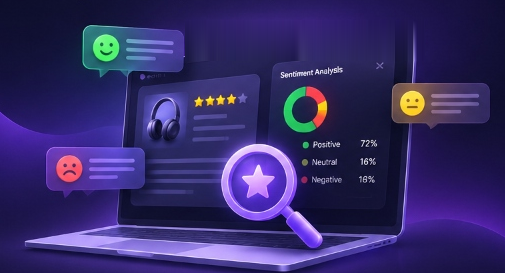 Sentiment Analysis
Positive 72%
Neutral 16%
Negative 16%